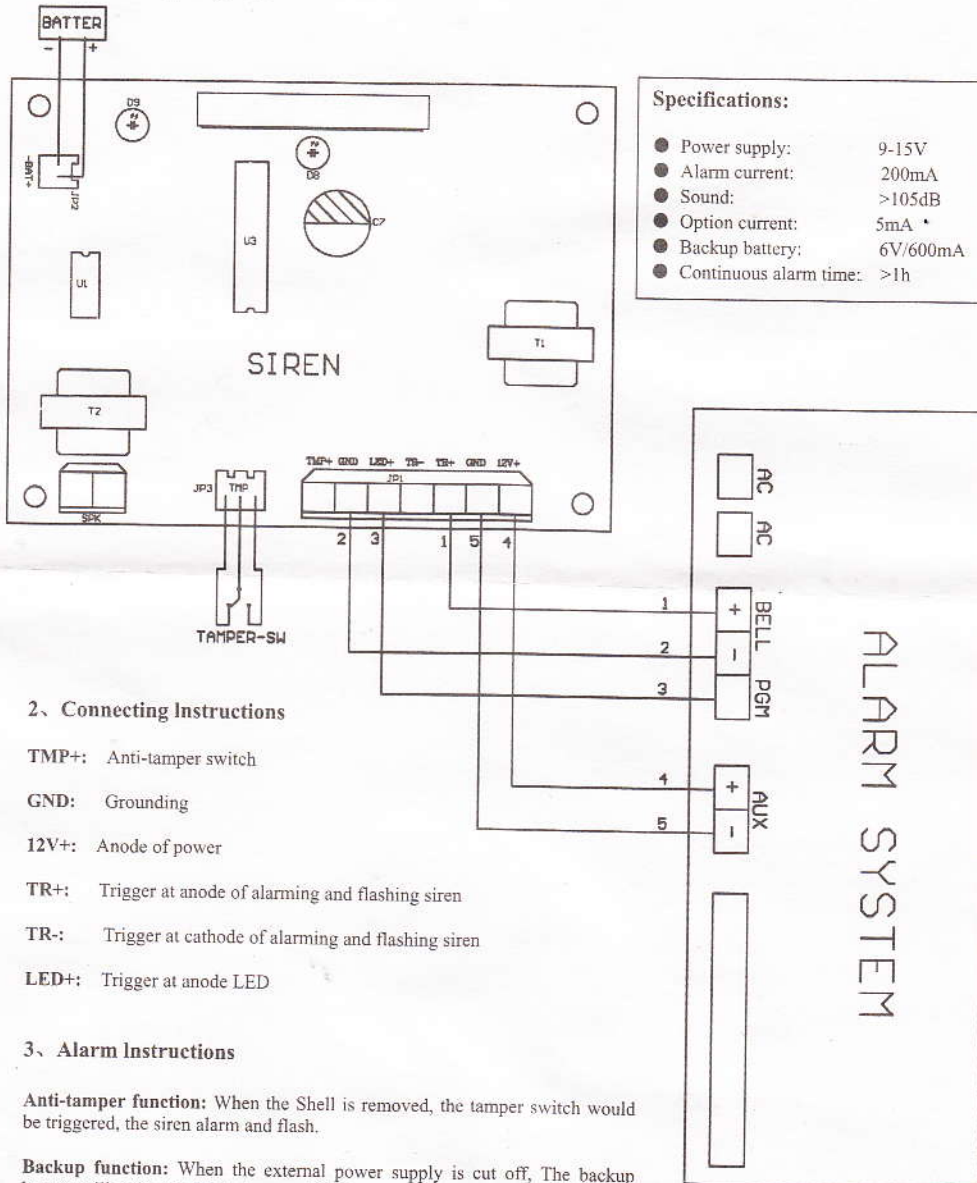 BATTER
- +
D9
-BAT+
JP2
D8
C7
U3
U1
T1
SIREN
T2
SPK
JP3 TMP
TMP+ GND LED+ TR- TR+ GND 12V+
JP1
2 3 1 5 4
TAMPER-SW
Specifications:
● Power supply: 9-15V
● Alarm current: 200mA
● Sound: >105dB
● Option current: 5mA
● Backup battery: 6V/600mA
● Continuous alarm time: >1h
AC
AC
1 + BELL
2 -
3 PGM
4 + AUX
5 -
ALARM SYSTEM
2、Connecting Instructions
TMP+: Anti-tamper switch
GND: Grounding
12V+: Anode of power
TR+: Trigger at anode of alarming and flashing siren
TR-: Trigger at cathode of alarming and flashing siren
LED+: Trigger at anode LED
3、Alarm Instructions
Anti-tamper function: When the Shell is removed, the tamper switch would
be triggered, the siren alarm and flash.
Backup function: When the external power supply is cut off, The backup